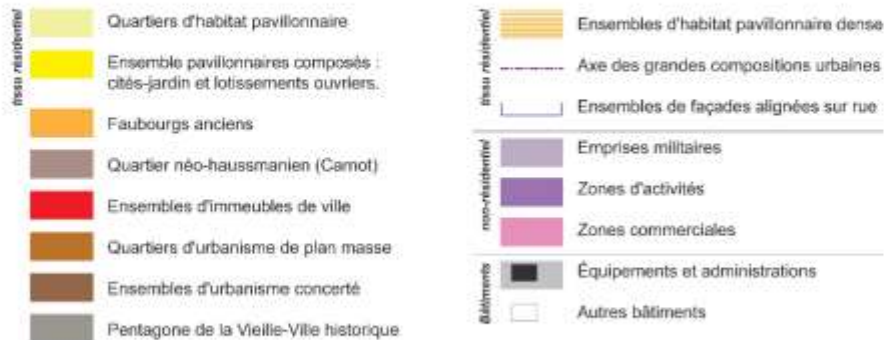 tissu résidentiel
Quartiers d'habitat pavillonnaire
Ensemble pavillonnaires composés :
cités-jardin et lotissements ouvriers.
Faubourgs anciens
Quartier néo-haussmanien (Carnot)
Ensembles d'immeubles de ville
Quartiers d'urbanisme de plan masse
Ensembles d'urbanisme concerté
Pentagone de la Vieille-Ville historique
tissu résidentiel
Ensembles d'habitat pavillonnaire dense
Axe des grandes compositions urbaines
Ensembles de façades alignées sur rue
non-résidentiel
Emprises militaires
Zones d'activités
Zones commerciales
Bâtiments
Équipements et administrations
Autres bâtiments